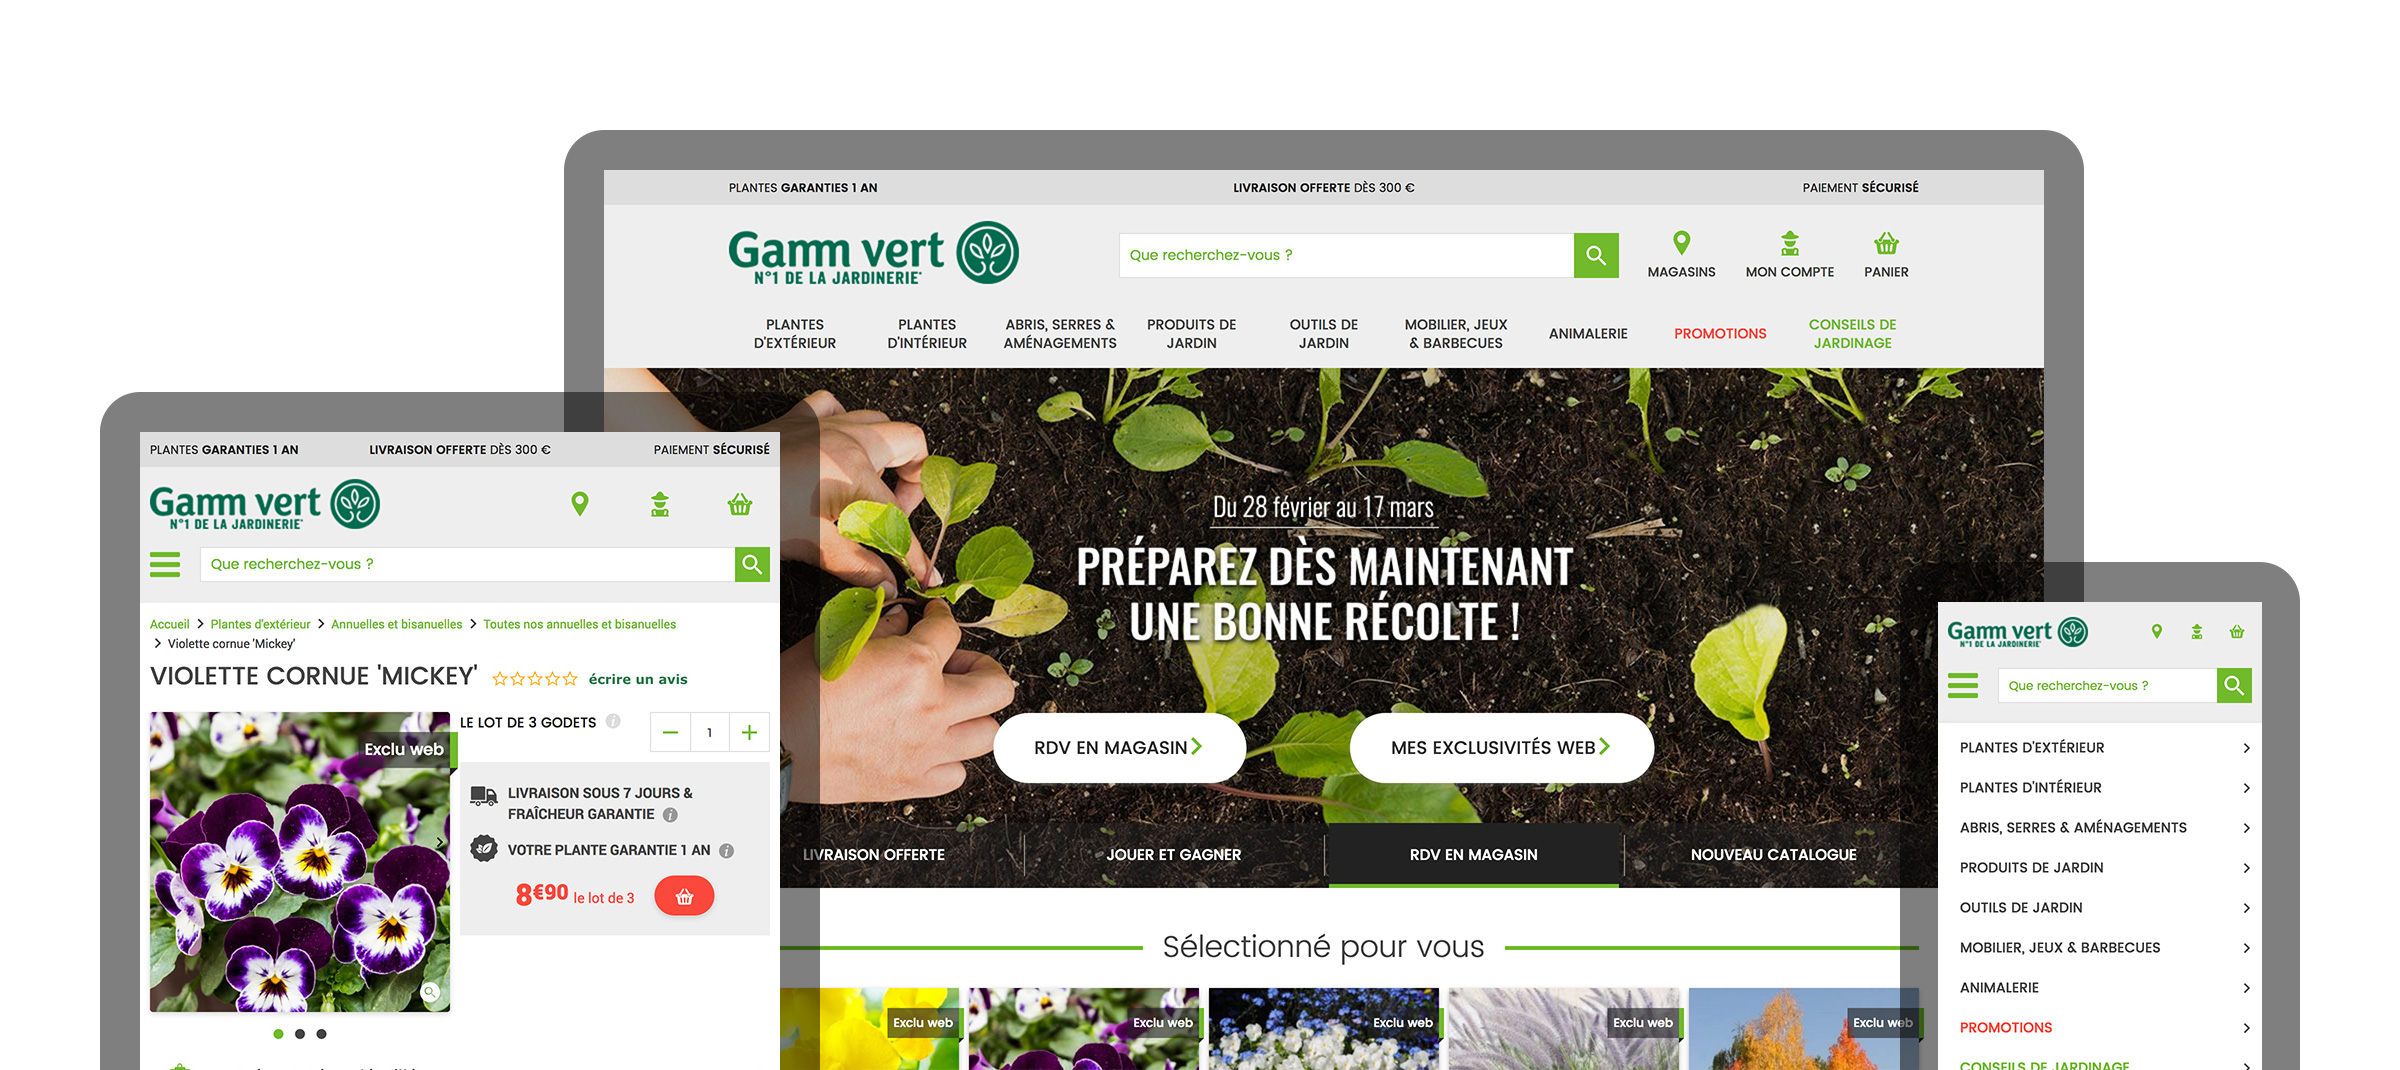 PLANTES GARANTIES 1 AN
LIVRAISON OFFERTE DÈS 300 €
PAIEMENT SÉCURISÉ
Gamm vert
N°1 DE LA JARDINERIE*
Que recherchez-vous ?
MAGASINS
MON COMPTE
PANIER
PLANTES
D'EXTÉRIEUR
PLANTES
D'INTÉRIEUR
ABRIS, SERRES &
AMÉNAGEMENTS
PRODUITS DE
JARDIN
OUTILS DE
JARDIN
MOBILIER, JEUX
& BARBECUES
ANIMALERIE
PROMOTIONS
CONSEILS DE
JARDINAGE
Du 28 février au 17 mars
PRÉPAREZ DÈS MAINTENANT
UNE BONNE RÉCOLTE !
RDV EN MAGASIN
MES EXCLUSIVITÉS WEB
LIVRAISON OFFERTE
JOUER ET GAGNER
RDV EN MAGASIN
NOUVEAU CATALOGUE
Sélectionné pour vous
Exclu web
Exclu web
Exclu web
Exclu web
Exclu web
PLANTES GARANTIES 1 AN
LIVRAISON OFFERTE DÈS 300 €
PAIEMENT SÉCURISÉ
Gamm vert
N°1 DE LA JARDINERIE*
Que recherchez-vous ?
Accueil > Plantes d'extérieur > Annuelles et bisanuelles > Toutes nos annuelles et bisanuelles
> Violette cornue 'Mickey'
VIOLETTE CORNUE 'MICKEY'
écrire un avis
Exclu web
LE LOT DE 3 GODETS
1
LIVRAISON SOUS 7 JOURS &
FRAÎCHEUR GARANTIE
VOTRE PLANTE GARANTIE 1 AN
8€90 le lot de 3
Gamm vert
N°1 DE LA JARDINERIE*
Que recherchez-vous ?
PLANTES D'EXTÉRIEUR
PLANTES D'INTÉRIEUR
ABRIS, SERRES & AMÉNAGEMENTS
PRODUITS DE JARDIN
OUTILS DE JARDIN
MOBILIER, JEUX & BARBECUES
ANIMALERIE
PROMOTIONS
CONSEILS DE JARDINAGE